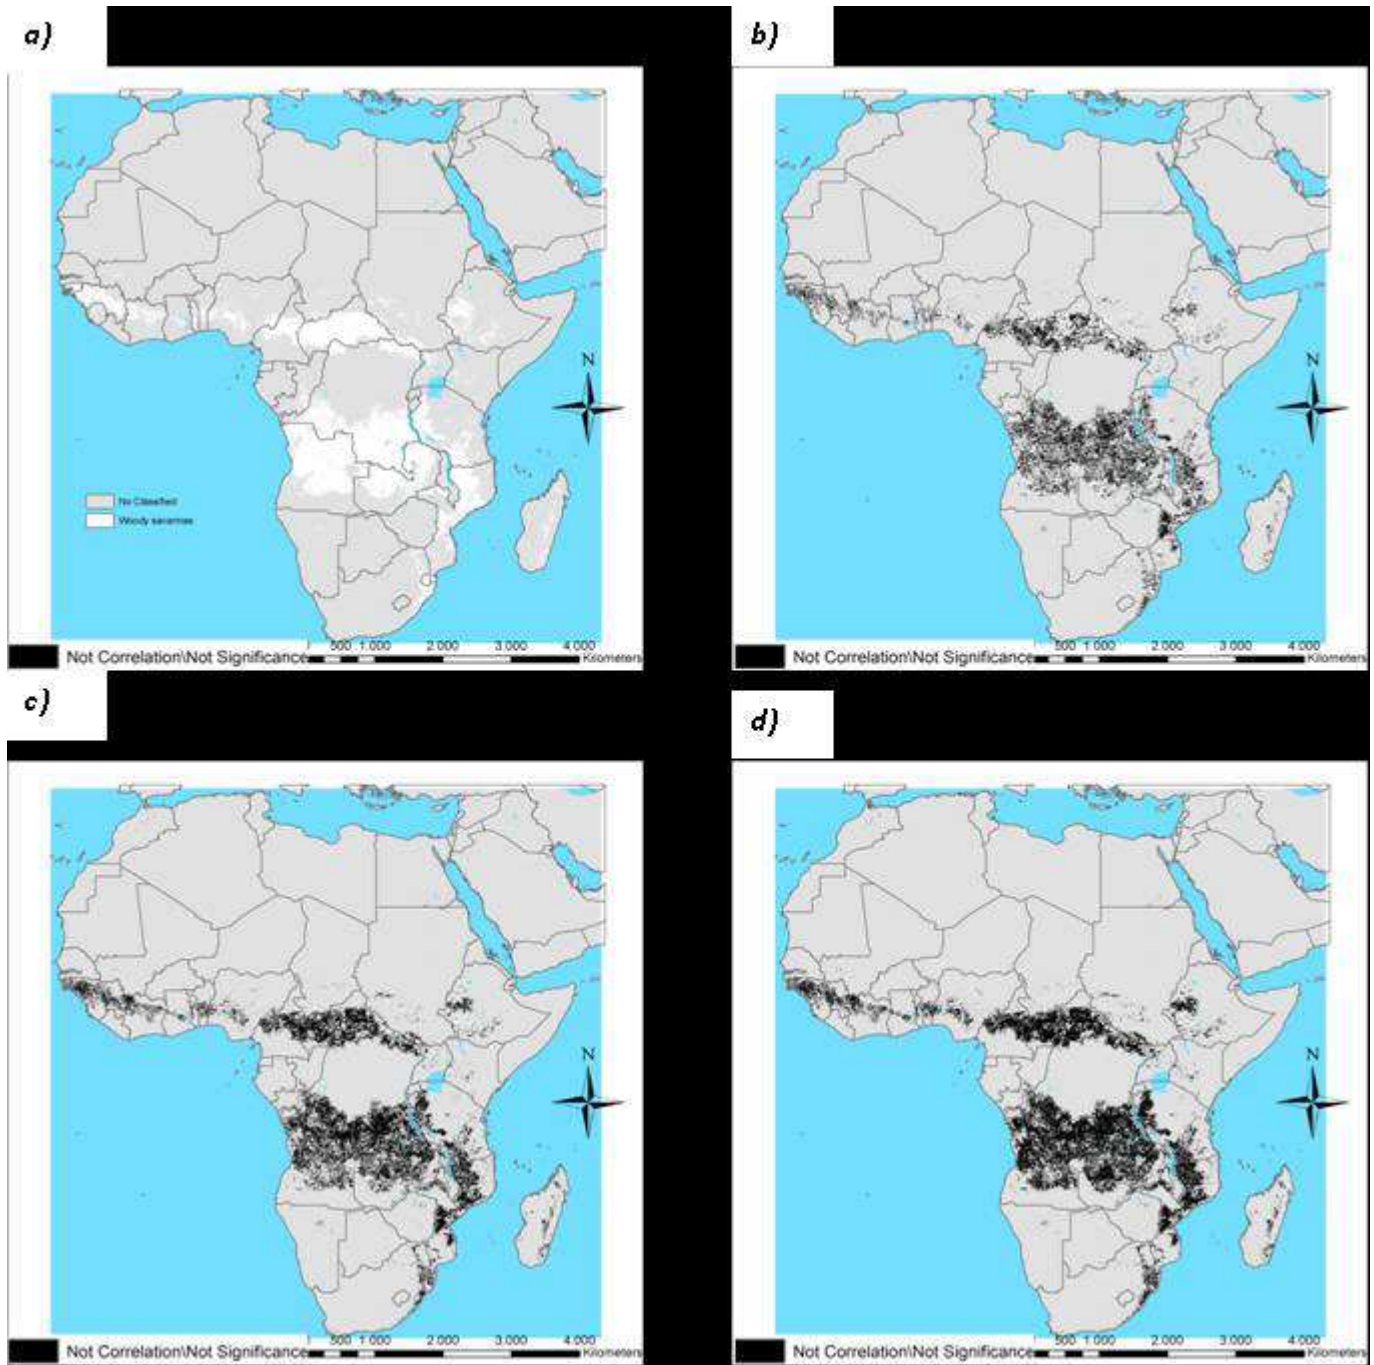 a)
b)
N
N
No Classified
Woody savannas
500 1 000 2 000 3 000 4 000
Not Correlation\Not Significance Kilometers
500 1 000 2 000 3 000 4 000
Not Correlation\Not Significance Kilometers
c)
d)
N
N
500 1 000 2 000 3 000 4 000
Not Correlation\Not Significance Kilometers
500 1 000 2 000 3 000 4 000
Not Correlation\Not Significance Kilometers